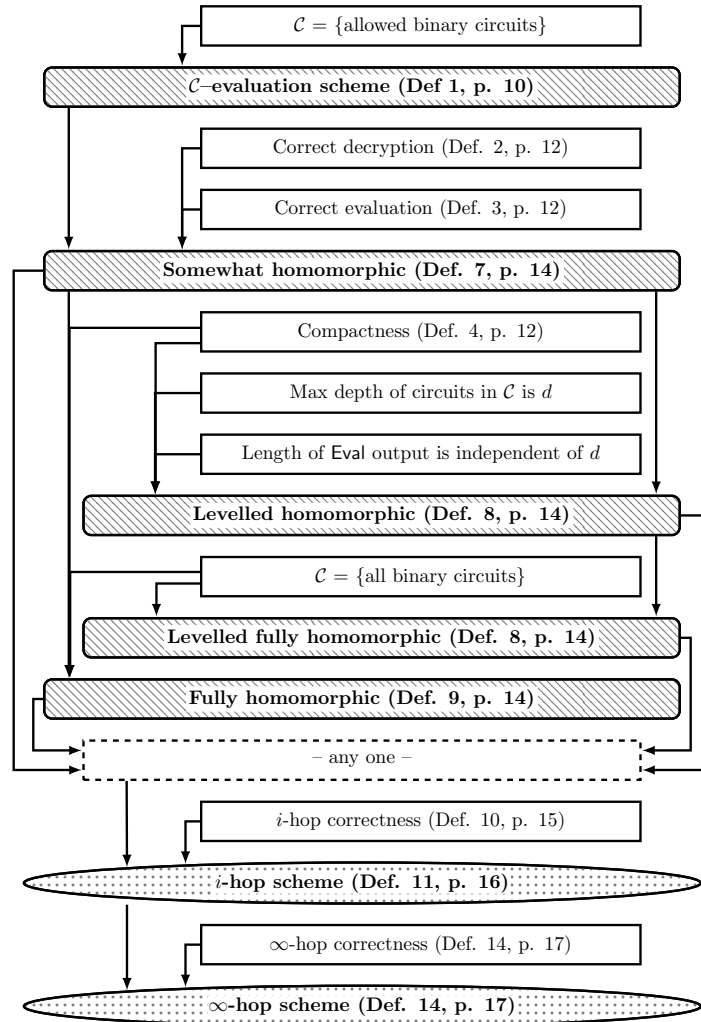 𝒞 = {allowed binary circuits}
𝒞–evaluation scheme (Def 1, p. 10)
Correct decryption (Def. 2, p. 12)
Correct evaluation (Def. 3, p. 12)
Somewhat homomorphic (Def. 7, p. 14)
Compactness (Def. 4, p. 12)
Max depth of circuits in 𝒞 is d
Length of Eval output is independent of d
Levelled homomorphic (Def. 8, p. 14)
𝒞 = {all binary circuits}
Levelled fully homomorphic (Def. 8, p. 14)
Fully homomorphic (Def. 9, p. 14)
– any one –
i-hop correctness (Def. 10, p. 15)
i-hop scheme (Def. 11, p. 16)
∞-hop correctness (Def. 14, p. 17)
∞-hop scheme (Def. 14, p. 17)